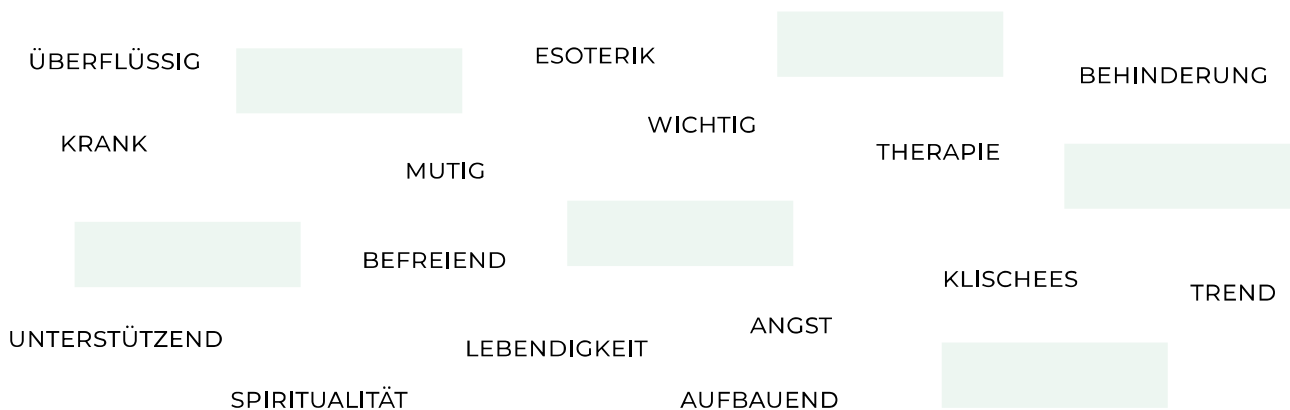 ÜBERFLÜSSIG
ESOTERIK
BEHINDERUNG
WICHTIG
KRANK
THERAPIE
MUTIG
BEFREIEND
KLISCHEES
TREND
ANGST
UNTERSTÜTZEND
LEBENDIGKEIT
SPIRITUALITÄT
AUFBAUEND